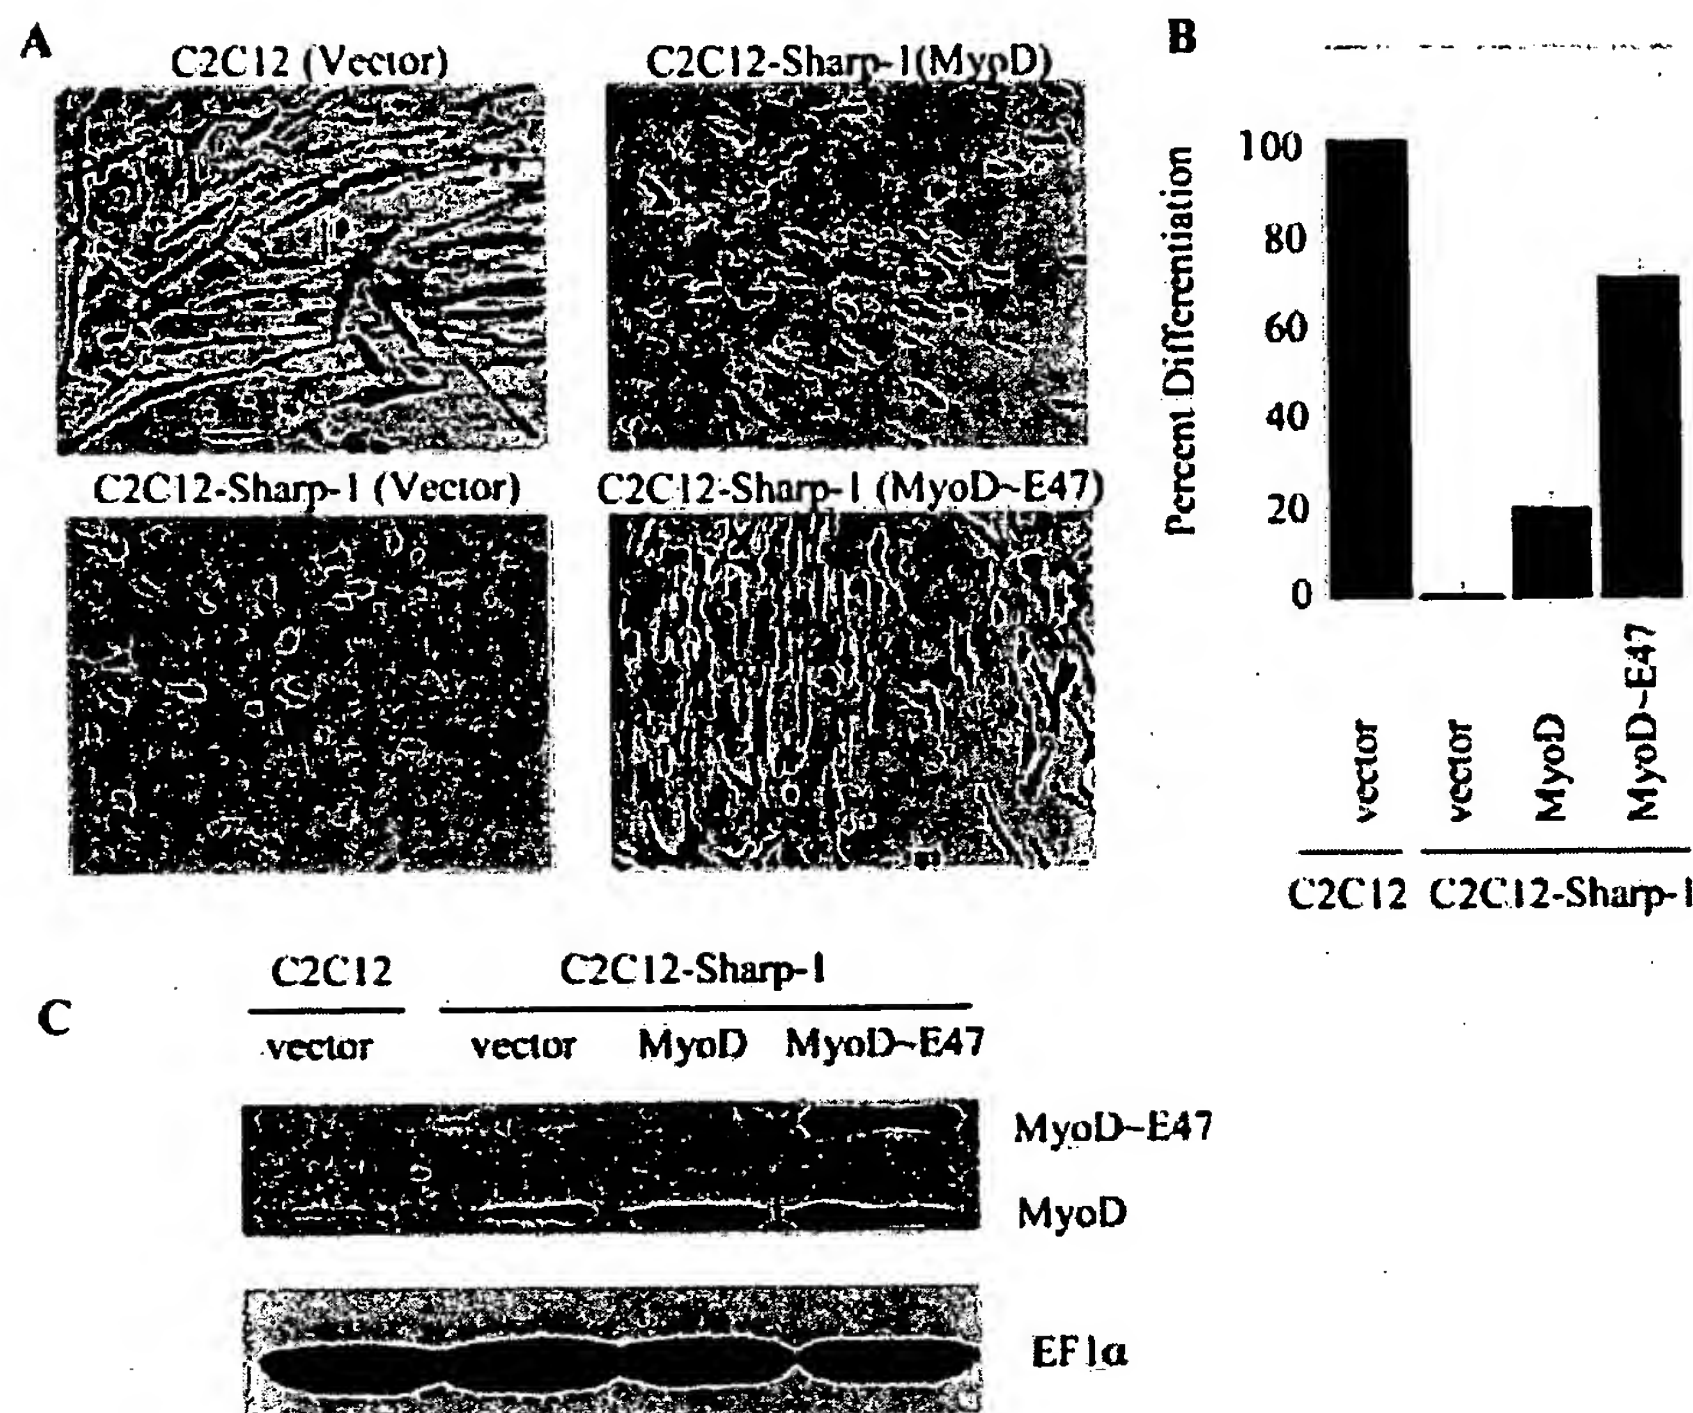 A
C2C12 (Vector)
C2C12-Sharp-1(MyoD)
C2C12-Sharp-1 (Vector)
C2C12-Sharp-1 (MyoD~E47)
B
Percent Differentiation
100
80
60
40
20
0
vector
vector
MyoD
MyoD~E47
C2C12
C2C12-Sharp-1
C
C2C12
C2C12-Sharp-1
vector
vector
MyoD
MyoD~E47
MyoD~E47
MyoD
EF1α